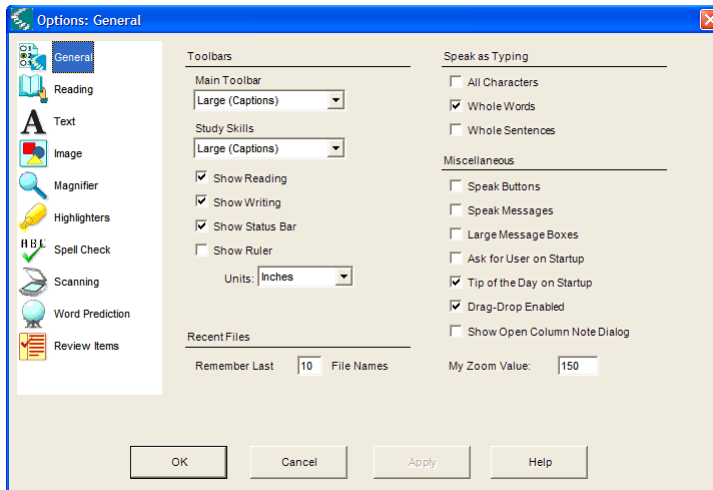 Options: General
General
Reading
Text
Image
Magnifier
Highlighters
Spell Check
Scanning
Word Prediction
Review Items
Toolbars
Main Toolbar
Large (Captions)
Study Skills
Large (Captions)
Show Reading
Show Writing
Show Status Bar
Show Ruler
Units: Inches
Recent Files
Remember Last 10 File Names
Speak as Typing
All Characters
Whole Words
Whole Sentences
Miscellaneous
Speak Buttons
Speak Messages
Large Message Boxes
Ask for User on Startup
Tip of the Day on Startup
Drag-Drop Enabled
Show Open Column Note Dialog
My Zoom Value: 150
OK Cancel Apply Help